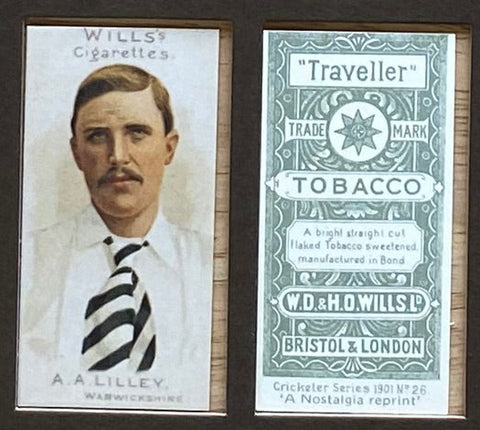 WILLS'S
Cigarettes.
A.A.LILLEY.
WARWICKSHIRE
"Traveller"
TRADE MARK
TOBACCO
A bright straight cut
flaked Tobacco sweetened,
manufactured in Bond
W.D.&H.O.WILLS.LD
BRISTOL & LONDON
Cricketer Series 1901 No 26
'A Nostalgia reprint'